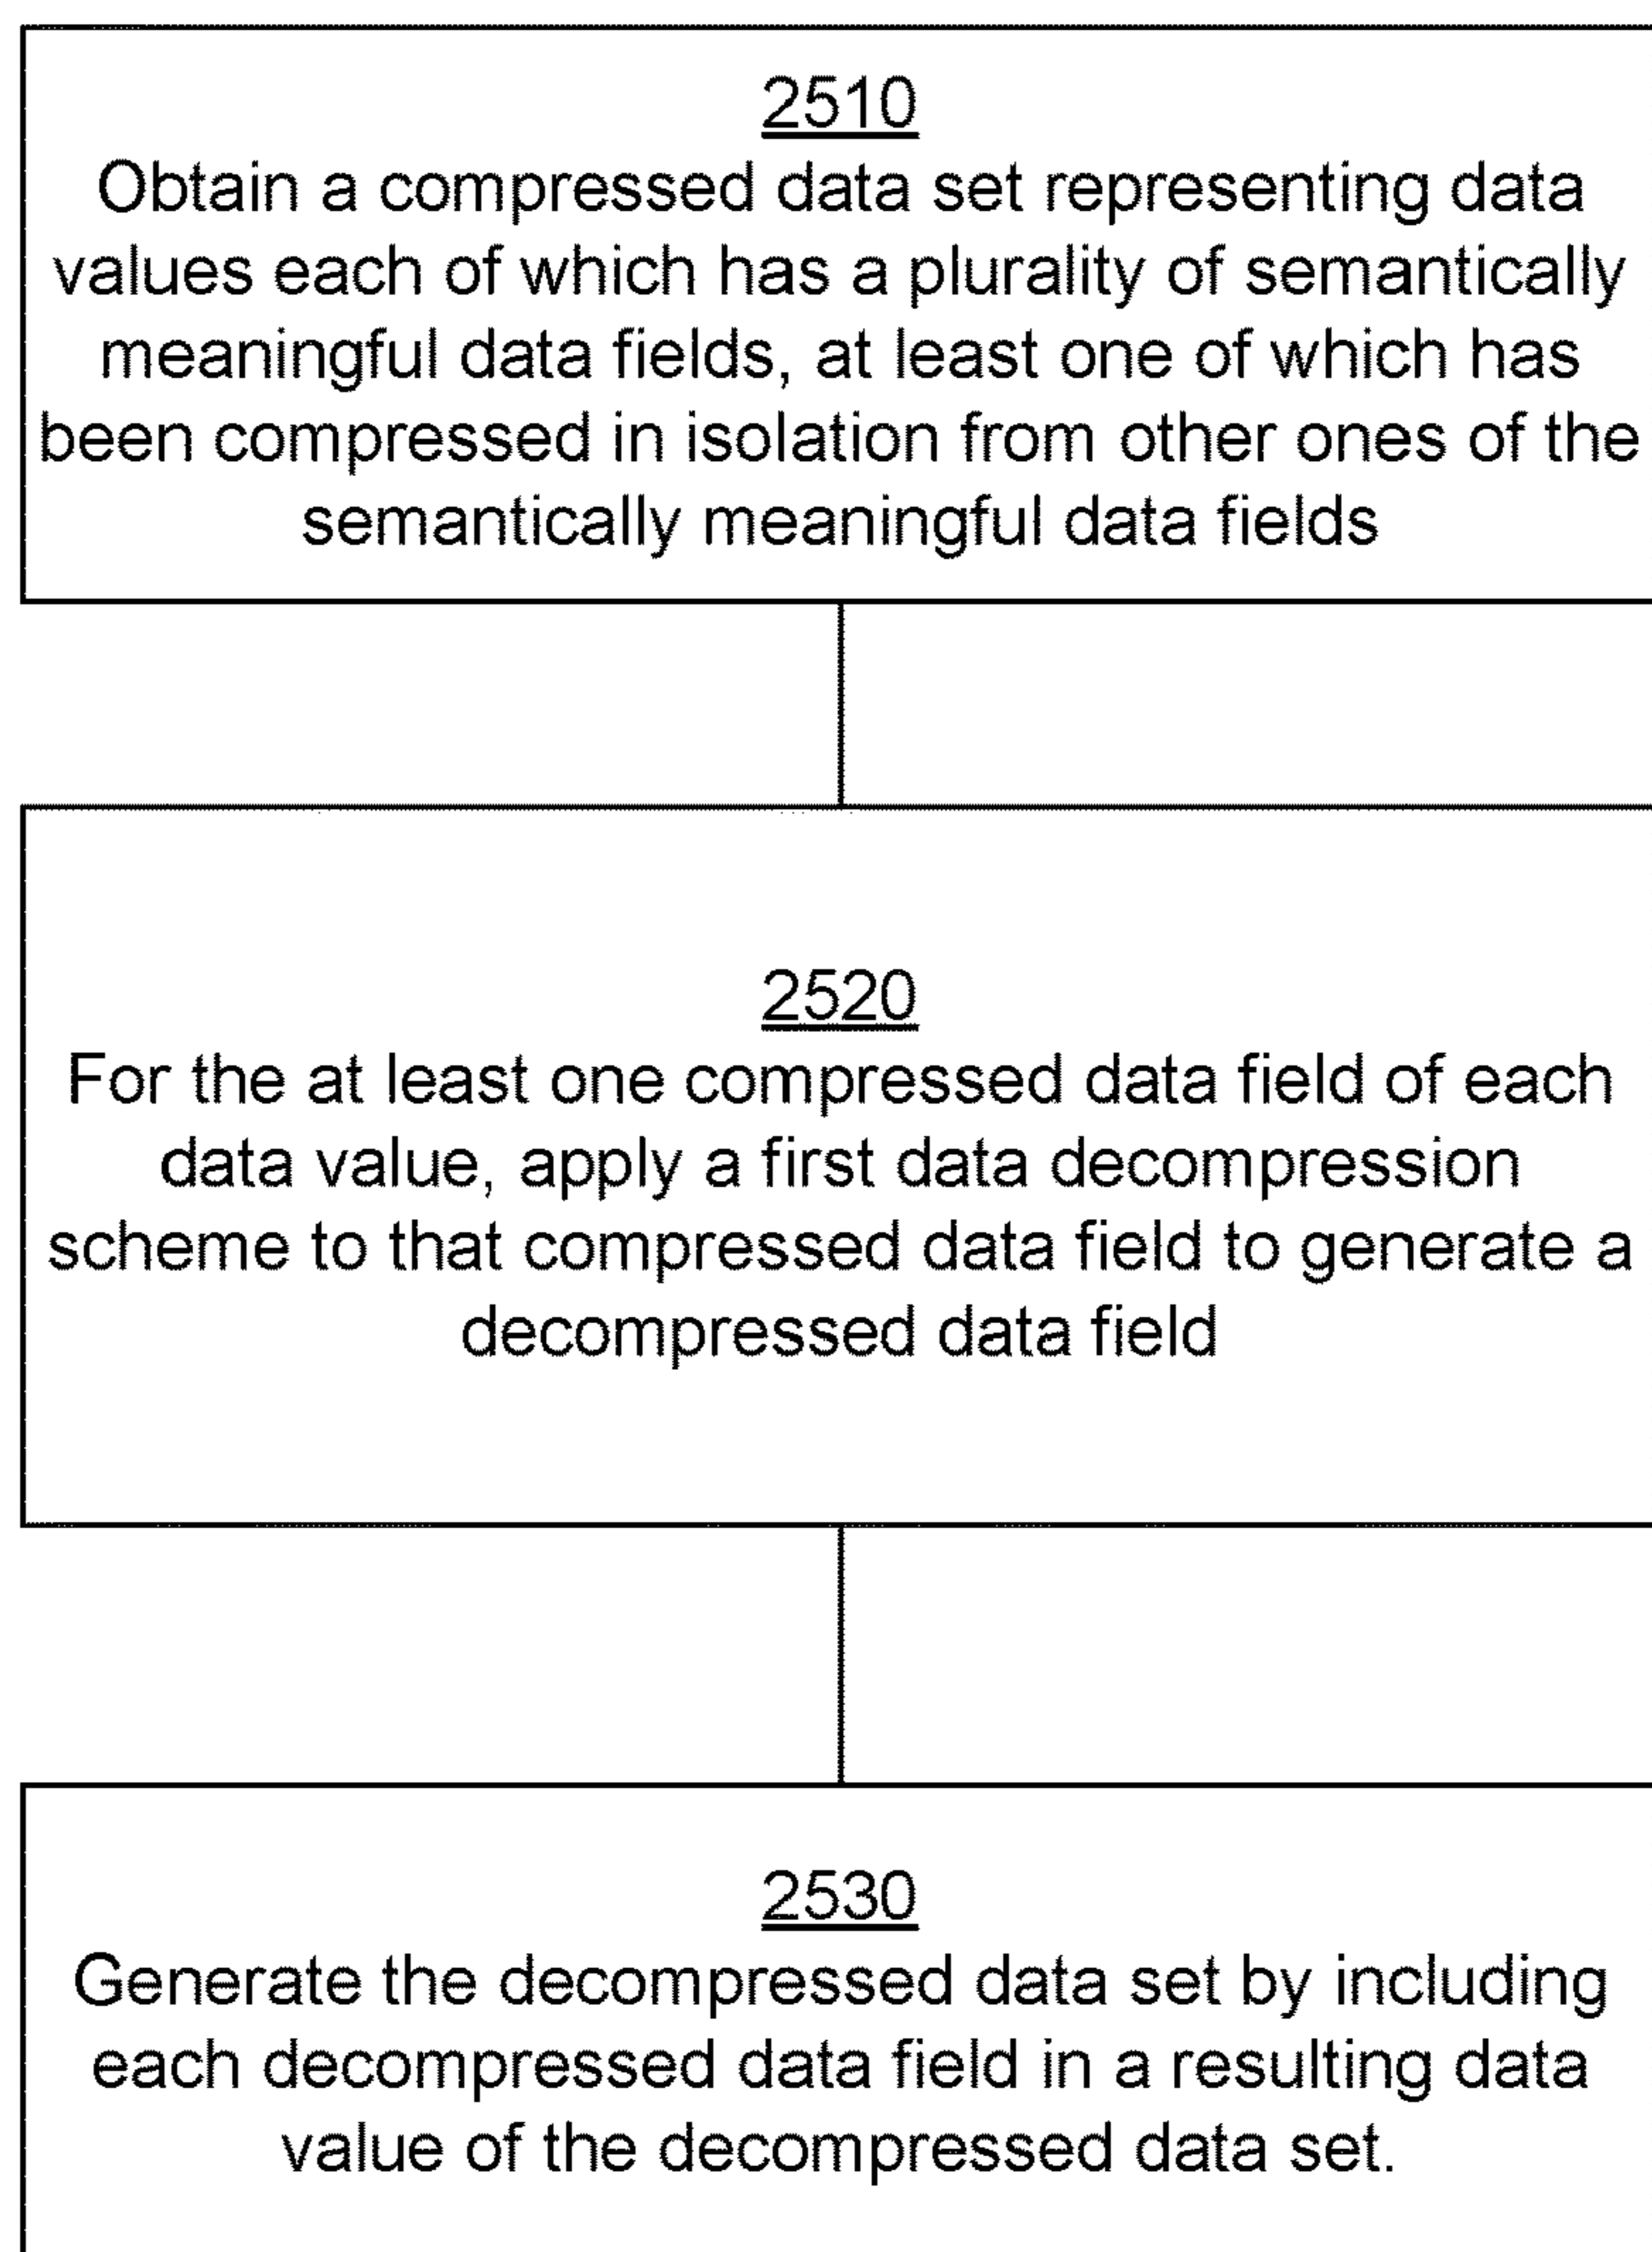 2510
Obtain a compressed data set representing data
values each of which has a plurality of semantically
meaningful data fields, at least one of which has
been compressed in isolation from other ones of the
semantically meaningful data fields
2520
For the at least one compressed data field of each
data value, apply a first data decompression
scheme to that compressed data field to generate a
decompressed data field
2530
Generate the decompressed data set by including
each decompressed data field in a resulting data
value of the decompressed data set.